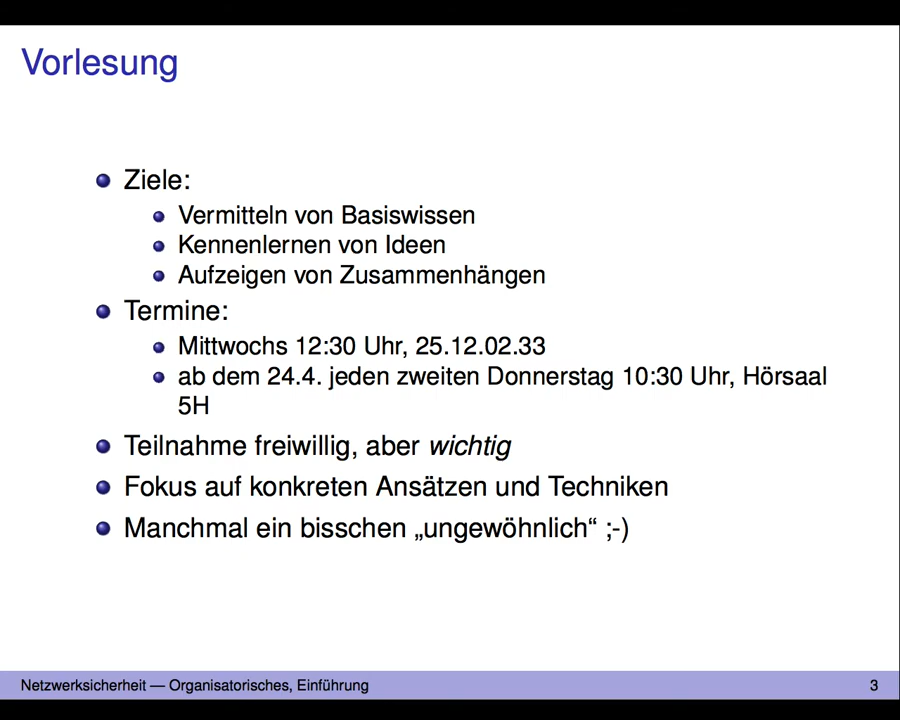 Vorlesung
Ziele:
Vermitteln von Basiswissen
Kennenlernen von Ideen
Aufzeigen von Zusammenhängen
Termine:
Mittwochs 12:30 Uhr, 25.12.02.33
ab dem 24.4. jeden zweiten Donnerstag 10:30 Uhr, Hörsaal
5H
Teilnahme freiwillig, aber wichtig
Fokus auf konkreten Ansätzen und Techniken
Manchmal ein bisschen „ungewöhnlich“ ;-)
Netzwerksicherheit — Organisatorisches, Einführung 3